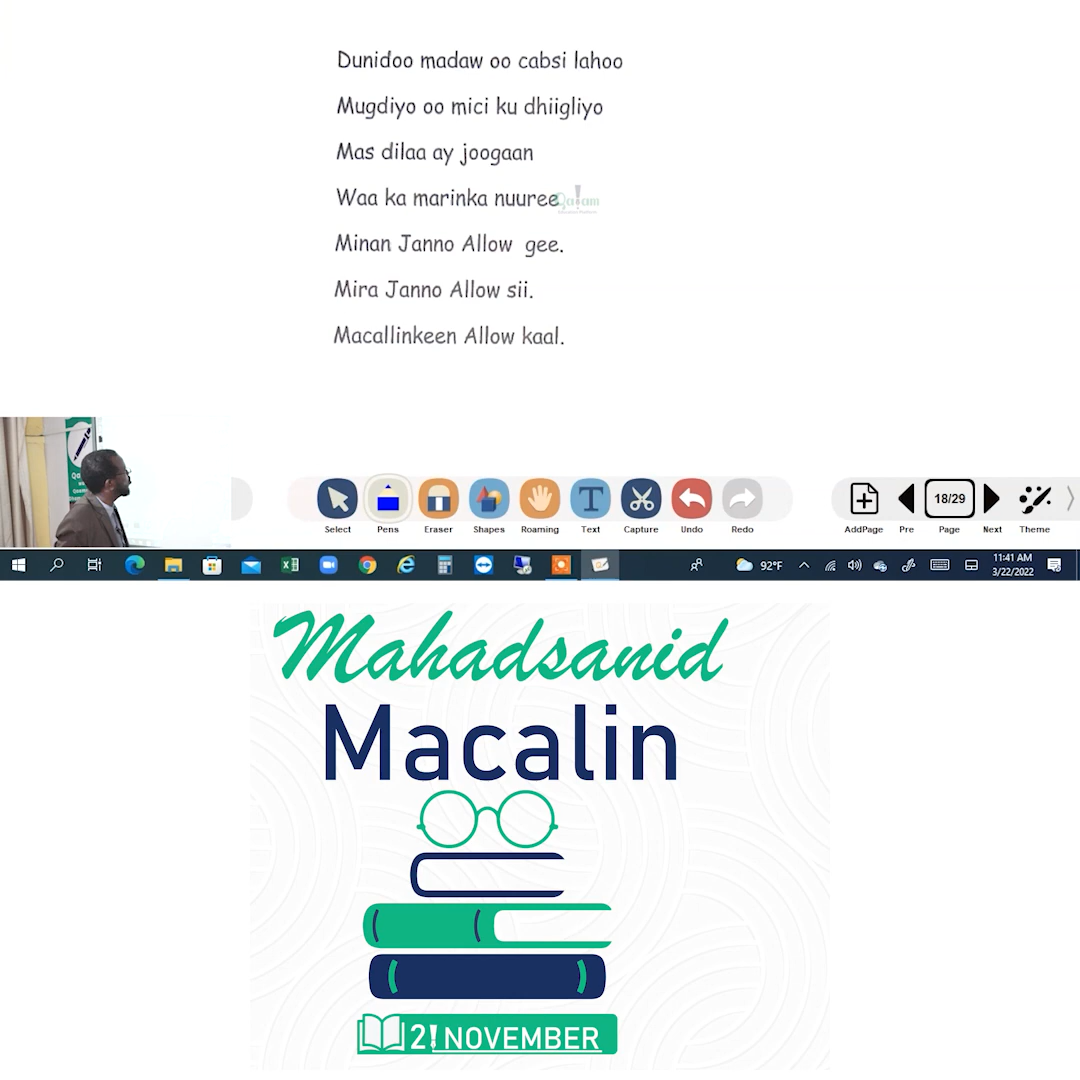 Dunidoo madaw oo cabsi lahoo
Mugdiyo oo mici ku dhiigliyo
Mas dilaa ay joogaan
Waa ka marinka nuuree
Qalam
Minan Janno Allow gee.
Mira Janno Allow sii.
Macallinkeen Allow kaal.
Select Pens Eraser Shapes Roaming Text Capture Undo Redo
18/29
AddPage Pre Page Next Theme
92°F
11:41 AM
3/22/2022
Mahadsanid
Macalin
21 NOVEMBER